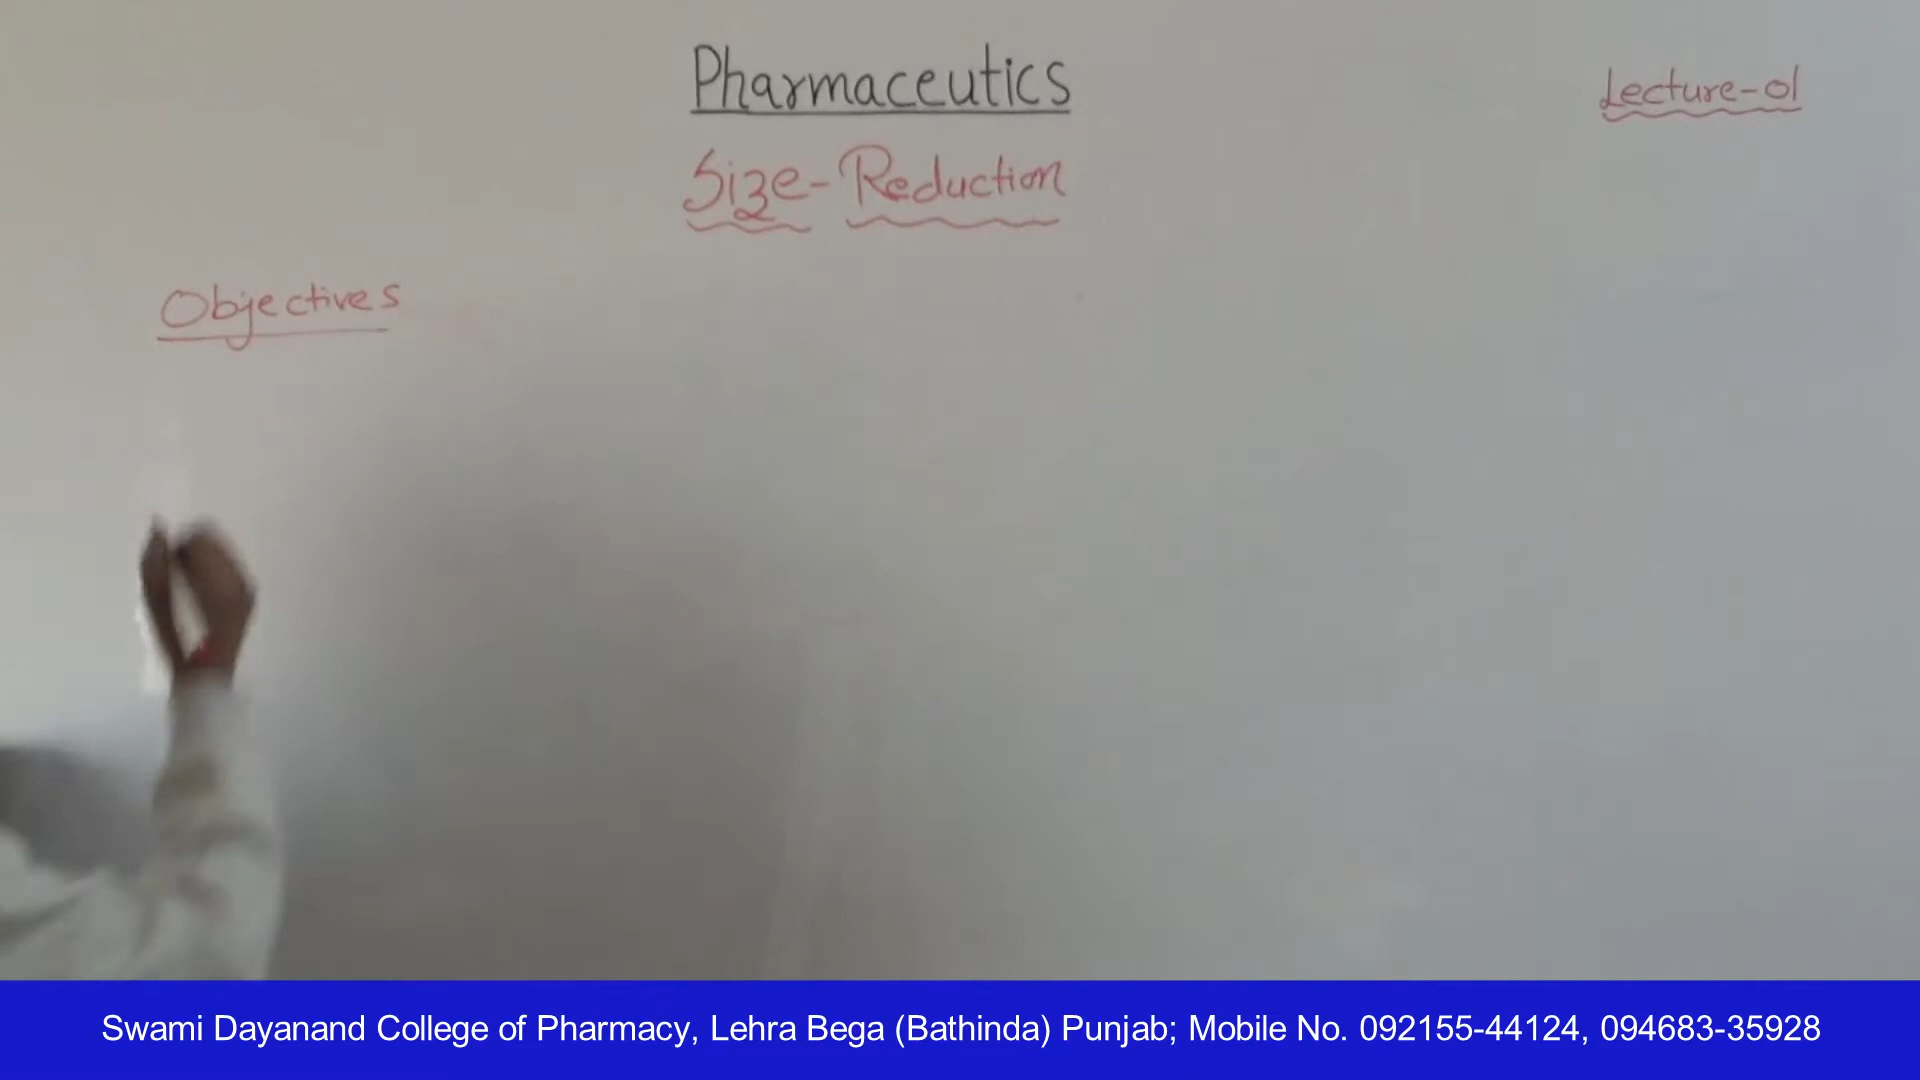 Pharmaceutics
Lecture-01
Size-Reduction
Objectives
Swami Dayanand College of Pharmacy, Lehra Bega (Bathinda) Punjab; Mobile No. 092155-44124, 094683-35928